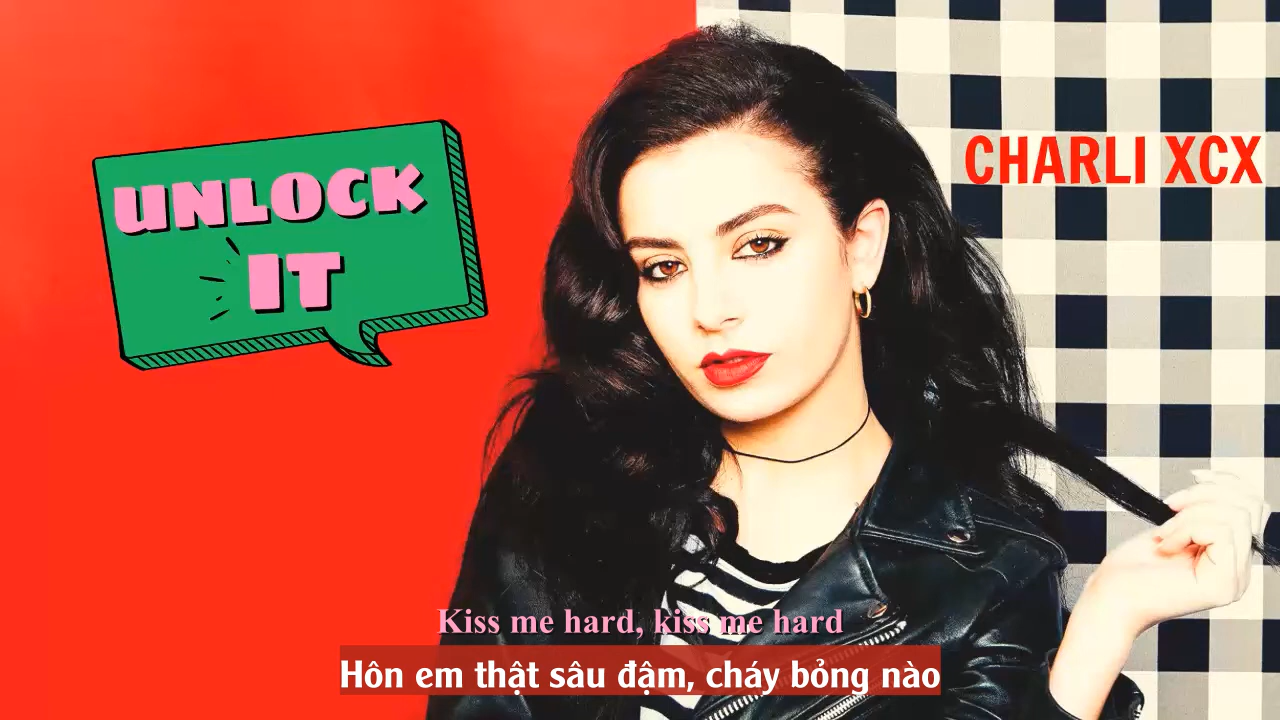 UNLOCK
IT
CHARLI XCX
Kiss me hard, kiss me hard
Hôn em thật sâu đậm, cháy bỏng nào